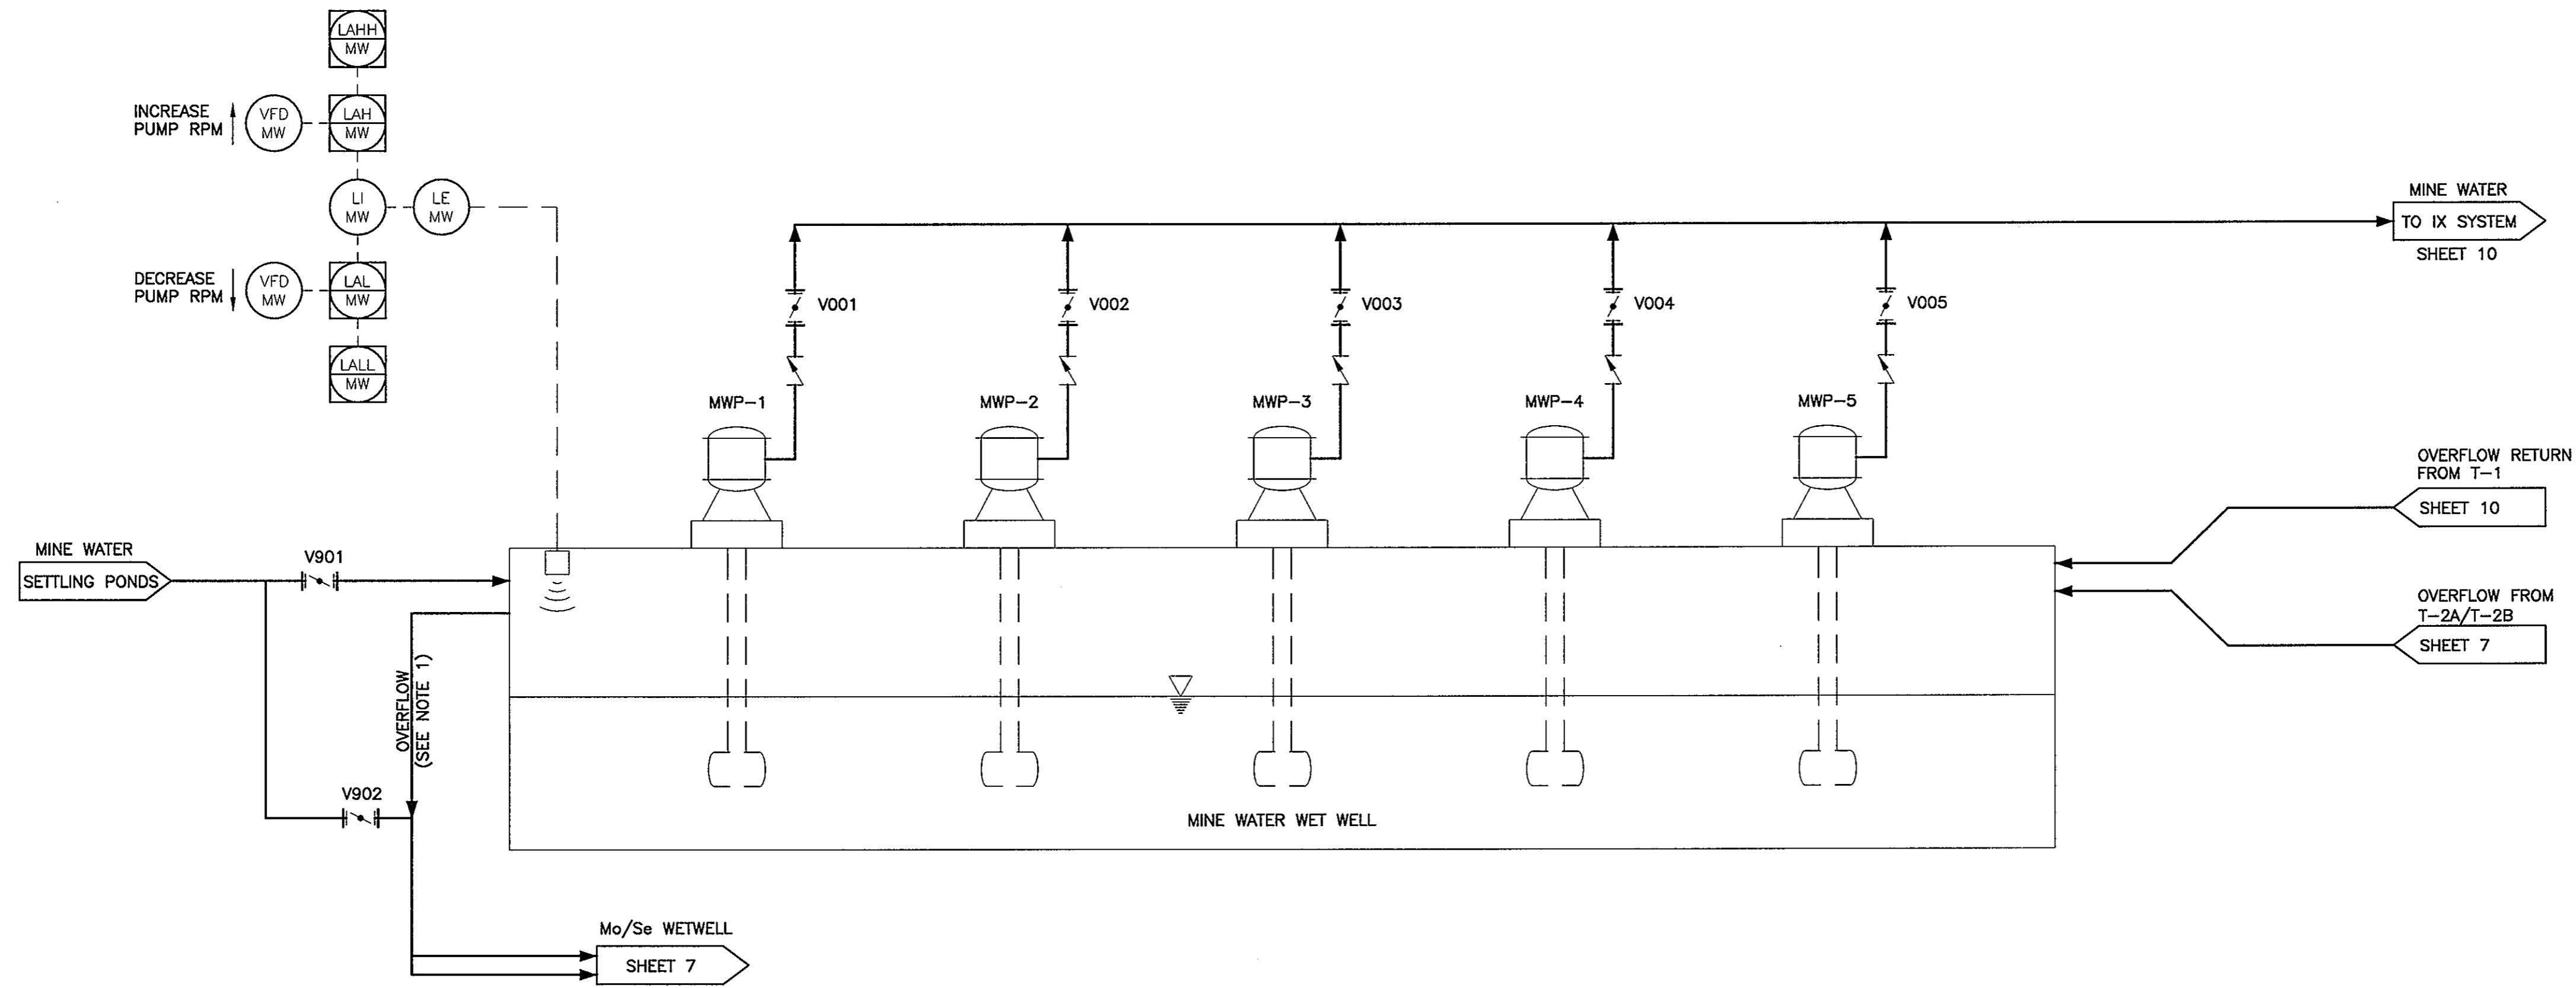 LAHH
MW
INCREASE
PUMP RPM
VFD
MW
LAH
MW
LI
MW
LE
MW
DECREASE
PUMP RPM
VFD
MW
LAL
MW
LALL
MW
MINE WATER
TO IX SYSTEM
SHEET 10
V001
V002
V003
V004
V005
MWP-1
MWP-2
MWP-3
MWP-4
MWP-5
OVERFLOW RETURN
FROM T-1
SHEET 10
MINE WATER
SETTLING PONDS
V901
OVERFLOW FROM
T-2A/T-2B
SHEET 7
OVERFLOW
(SEE NOTE 1)
V902
MINE WATER WET WELL
Mo/Se WETWELL
SHEET 7